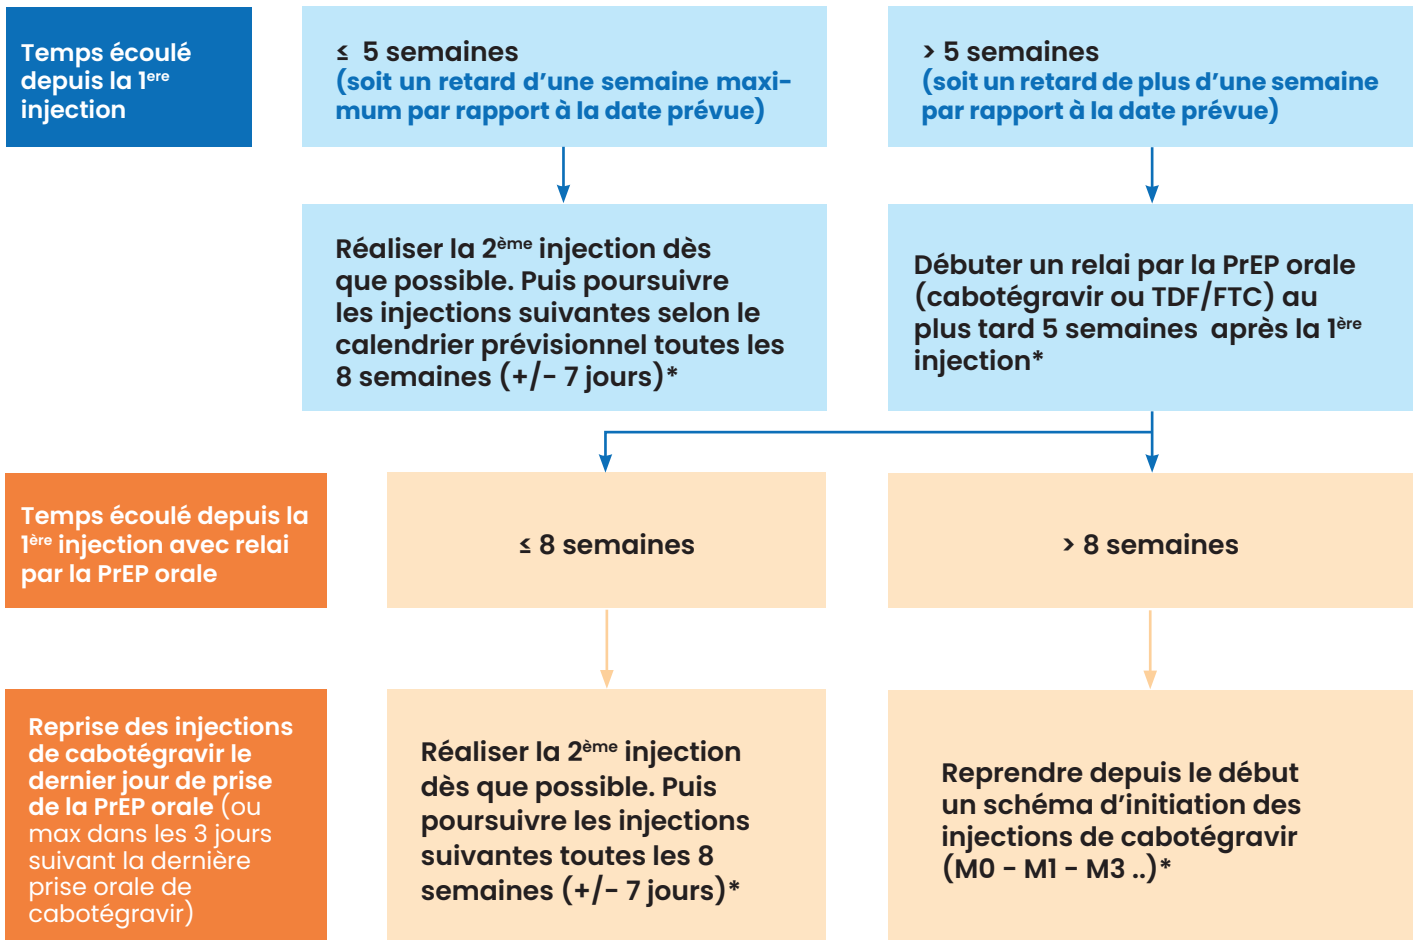 Temps écoulé
depuis la 1ere
injection
≤ 5 semaines
(soit un retard d’une semaine maxi-
mum par rapport à la date prévue)
> 5 semaines
(soit un retard de plus d’une semaine
par rapport à la date prévue)
Réaliser la 2ème injection dès
que possible. Puis poursuivre
les injections suivantes selon le
calendrier prévisionnel toutes les
8 semaines (+/- 7 jours)*
Débuter un relai par la PrEP orale
(cabotégravir ou TDF/FTC) au
plus tard 5 semaines après la 1ère
injection*
Temps écoulé depuis la
1ère injection avec relai
par la PrEP orale
≤ 8 semaines
> 8 semaines
Reprise des injections
de cabotégravir le
dernier jour de prise
de la PrEP orale (ou
max dans les 3 jours
suivant la dernière
prise orale de
cabotégravir)
Réaliser la 2ème injection
dès que possible. Puis
poursuivre les injections
suivantes toutes les 8
semaines (+/- 7 jours)*
Reprendre depuis le début
un schéma d’initiation des
injections de cabotégravir
(M0 - M1 - M3 ..)*